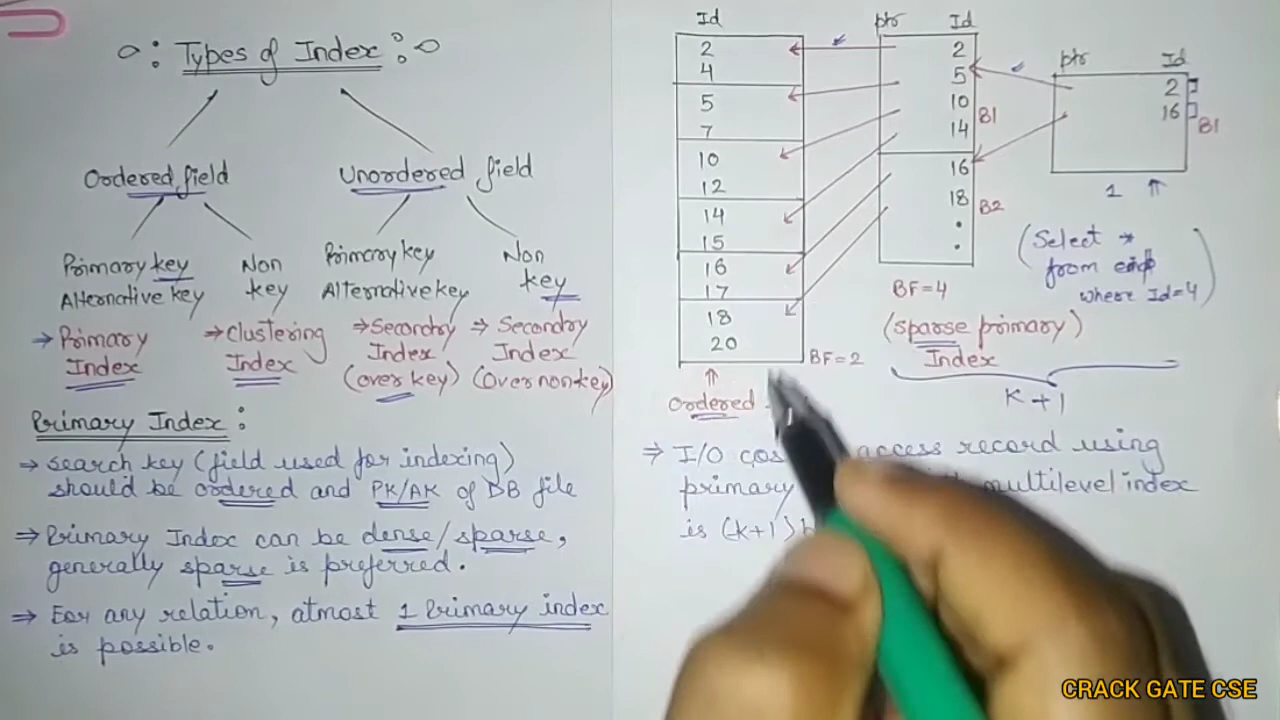 Types of Index
Ordered field
Unordered field
Primary key
Alternative key
Non
key
Primary key
Alternative key
Non
key
⇒ Primary
Index
⇒ Clustering
Index
⇒ Secondry
Index
(over key)
⇒ Secondry
Index
(Over nonkey)
Primary Index :
⇒ Search key (field used for indexing)
should be ordered and PK/AK of DB file
⇒ Primary Index can be dense/sparse,
generally sparse is preferred.
⇒ For any relation, atmost 1 Primary index
is possible.
Id
2
4
5
7
10
12
14
15
16
17
18
20
BF=2
Ordered
ptr Id
2
5
10
14
B1
16
18
B2
BF=4
(sparse primary)
Index
ptr Id
2
16
B1
1
(Select *
from
where Id=4)
K+1
⇒ I/O access record using
primary multilevel index
is (k+1)
CRACK GATE CSE